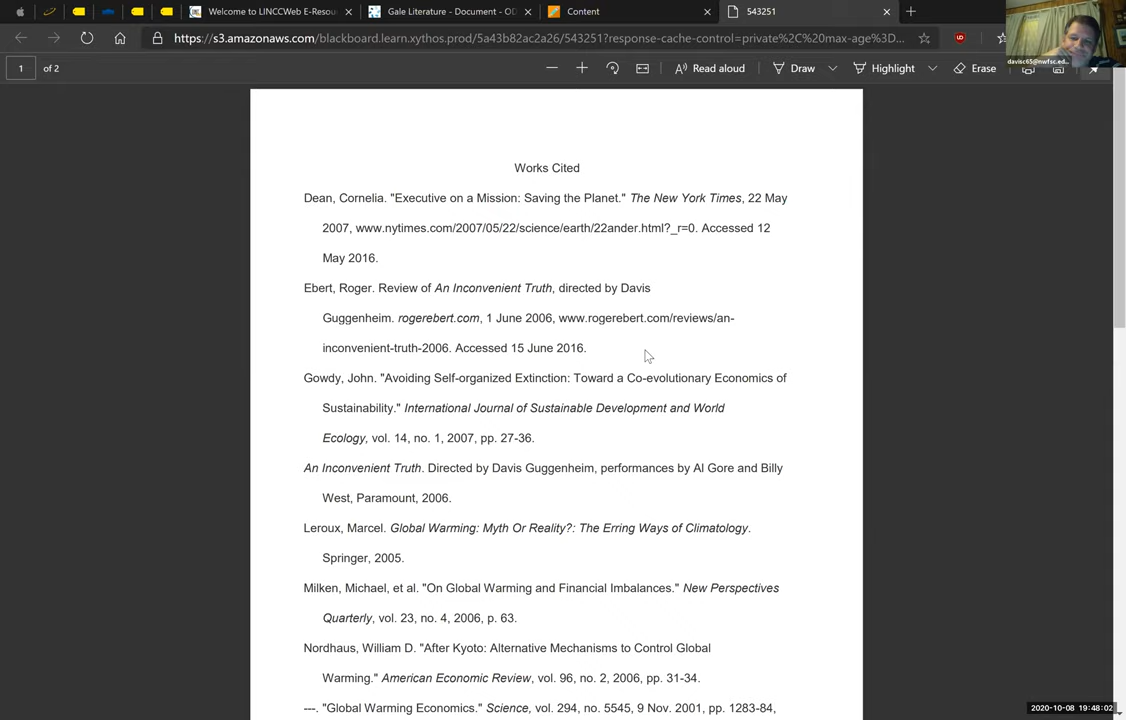 Welcome to LINCCWeb E-Resou
Gale Literature - Document - OD
Content
543251
https://s3.amazonaws.com/blackboard.learn.xythos.prod/5a43b82ac2a26/543251?response-cache-control=private%2C%20max-age%3D...
davisc65@nwfsc.ed...
1 of 2
Read aloud
Draw
Highlight
Erase
Works Cited
Dean, Cornelia. "Executive on a Mission: Saving the Planet." The New York Times, 22 May
2007, www.nytimes.com/2007/05/22/science/earth/22ander.html?_r=0. Accessed 12
May 2016.
Ebert, Roger. Review of An Inconvenient Truth, directed by Davis
Guggenheim. rogerebert.com, 1 June 2006, www.rogerebert.com/reviews/an-
inconvenient-truth-2006. Accessed 15 June 2016.
Gowdy, John. "Avoiding Self-organized Extinction: Toward a Co-evolutionary Economics of
Sustainability." International Journal of Sustainable Development and World
Ecology, vol. 14, no. 1, 2007, pp. 27-36.
An Inconvenient Truth. Directed by Davis Guggenheim, performances by Al Gore and Billy
West, Paramount, 2006.
Leroux, Marcel. Global Warming: Myth Or Reality?: The Erring Ways of Climatology.
Springer, 2005.
Milken, Michael, et al. "On Global Warming and Financial Imbalances." New Perspectives
Quarterly, vol. 23, no. 4, 2006, p. 63.
Nordhaus, William D. "After Kyoto: Alternative Mechanisms to Control Global
Warming." American Economic Review, vol. 96, no. 2, 2006, pp. 31-34.
---. "Global Warming Economics." Science, vol. 294, no. 5545, 9 Nov. 2001, pp. 1283-84,
2020-10-08 19:48:02